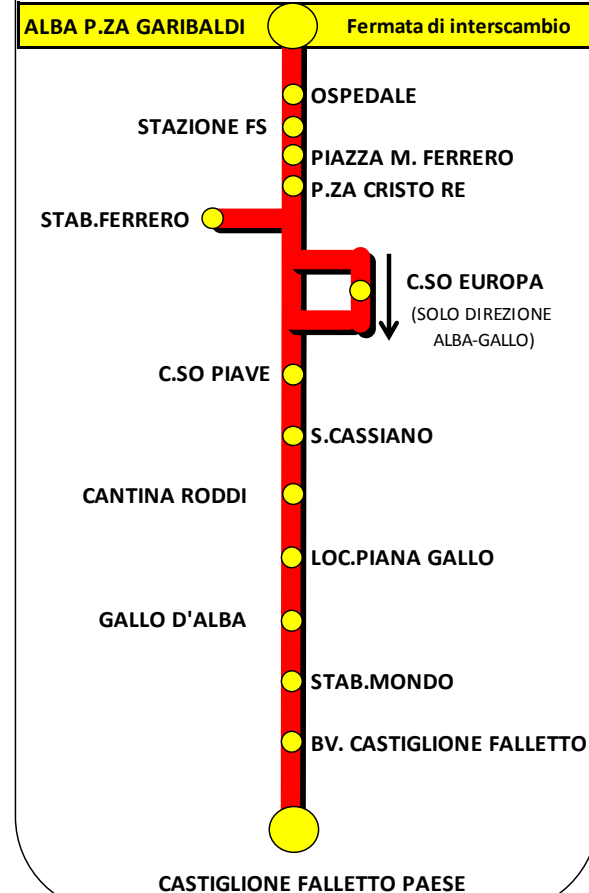 ALBA P.ZA GARIBALDI
Fermata di interscambio
OSPEDALE
STAZIONE FS
PIAZZA M. FERRERO
P.ZA CRISTO RE
STAB.FERRERO
C.SO EUROPA
(SOLO DIREZIONE
ALBA-GALLO)
C.SO PIAVE
S.CASSIANO
CANTINA RODDI
LOC.PIANA GALLO
GALLO D'ALBA
STAB.MONDO
BV. CASTIGLIONE FALLETTO
CASTIGLIONE FALLETTO PAESE